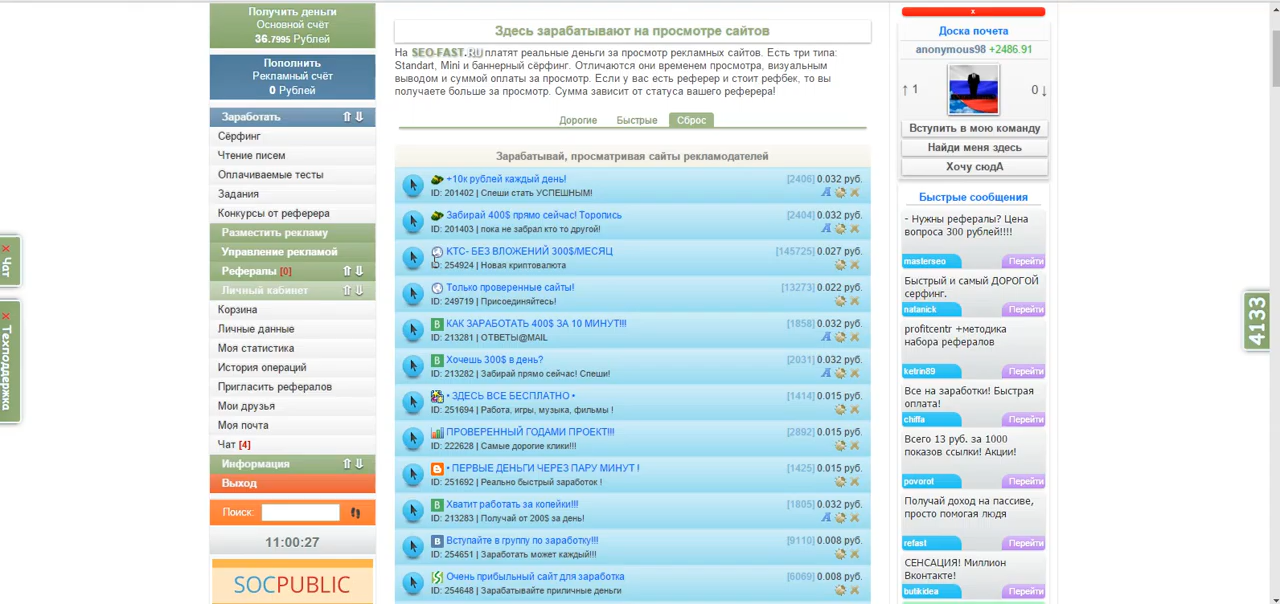 Получить деньги
Основной счёт
36.7995 Рублей
Пополнить
Рекламный счёт
0 Рублей
Заработать
Сёрфинг
Чтение писем
Оплачиваемые тесты
Задания
Конкурсы от реферера
Разместить рекламу
Управление рекламой
Рефералы [0]
Личный кабинет
Корзина
Личные данные
Моя статистика
История операций
Пригласить рефералов
Мои друзья
Моя почта
Чат [4]
Информация
Выход
Поиск:
11:00:27
SOCPUBLIC
x Чат
x Техподдержка
Здесь зарабатывают на просмотре сайтов
На SEO-FAST.RU платят реальные деньги за просмотр рекламных сайтов. Есть три типа:
Standart, Mini и баннерный сёрфинг. Отличаются они временем просмотра, визуальным
выводом и суммой оплаты за просмотр. Если у вас есть реферер и стоит рефбек, то вы
получаете больше за просмотр. Сумма зависит от статуса вашего реферера!
Дорогие Быстрые Сброс
Зарабатывай, просматривая сайты рекламодателей
+10к рублей каждый день! [2406] 0.032 руб.
ID: 201402 | Спеши стать УСПЕШНЫМ!
Забирай 400$ прямо сейчас! Торопись [2404] 0.032 руб.
ID: 201403 | пока не забрал кто то другой!
КТС- БЕЗ ВЛОЖЕНИЙ 300$/МЕСЯЦ [145725] 0.027 руб.
ID: 254924 | Новая криптовалюта
Только проверенные сайты! [13273] 0.022 руб.
ID: 249719 | Присоединяйтесь!
КАК ЗАРАБОТАТЬ 400$ ЗА 10 МИНУТ!!! [1858] 0.032 руб.
ID: 213281 | ОТВЕТЫ@MAIL
Хочешь 300$ в день? [2031] 0.032 руб.
ID: 213282 | Забирай прямо сейчас! Спеши!
• ЗДЕСЬ ВСЕ БЕСПЛАТНО • [1414] 0.015 руб.
ID: 251694 | Работа, игры, музыка, фильмы !
ПРОВЕРЕННЫЙ ГОДАМИ ПРОЕКТ!!! [2892] 0.015 руб.
ID: 222628 | Самые дорогие клики!!!
• ПЕРВЫЕ ДЕНЬГИ ЧЕРЕЗ ПАРУ МИНУТ ! [1425] 0.015 руб.
ID: 251692 | Реально быстрый заработок !
Хватит работать за копейки!!! [1805] 0.032 руб.
ID: 213283 | Получай от 200$ за день!
Вступайте в группу по заработку!!! [9110] 0.008 руб.
ID: 254651 | Заработать может каждый!!!
Очень прибыльный сайт для заработка [6069] 0.008 руб.
ID: 254648 | Зарабатывайте приличные деньги
x
Доска почета
anonymous98 +2486.91
↑ 1 0 ↓
Вступить в мою команду
Найди меня здесь
Хочу сюдА
Быстрые сообщения
- Нужны рефералы? Цена
вопроса 300 рублей!!!!
masterseo Перейти
Быстрый и самый ДОРОГОЙ
серфинг.
natanick Перейти
profitcentr +методика
набора рефералов
ketrin89 Перейти
Все на заработки! Быстрая
оплата!
chiffa Перейти
Всего 13 руб. за 1000
показов ссылки! Акции!
povorot Перейти
Получай доход на пассиве,
просто помогая людя
refast Перейти
СЕНСАЦИЯ! Миллион
Вконтакте!
butikidea Перейти
4133